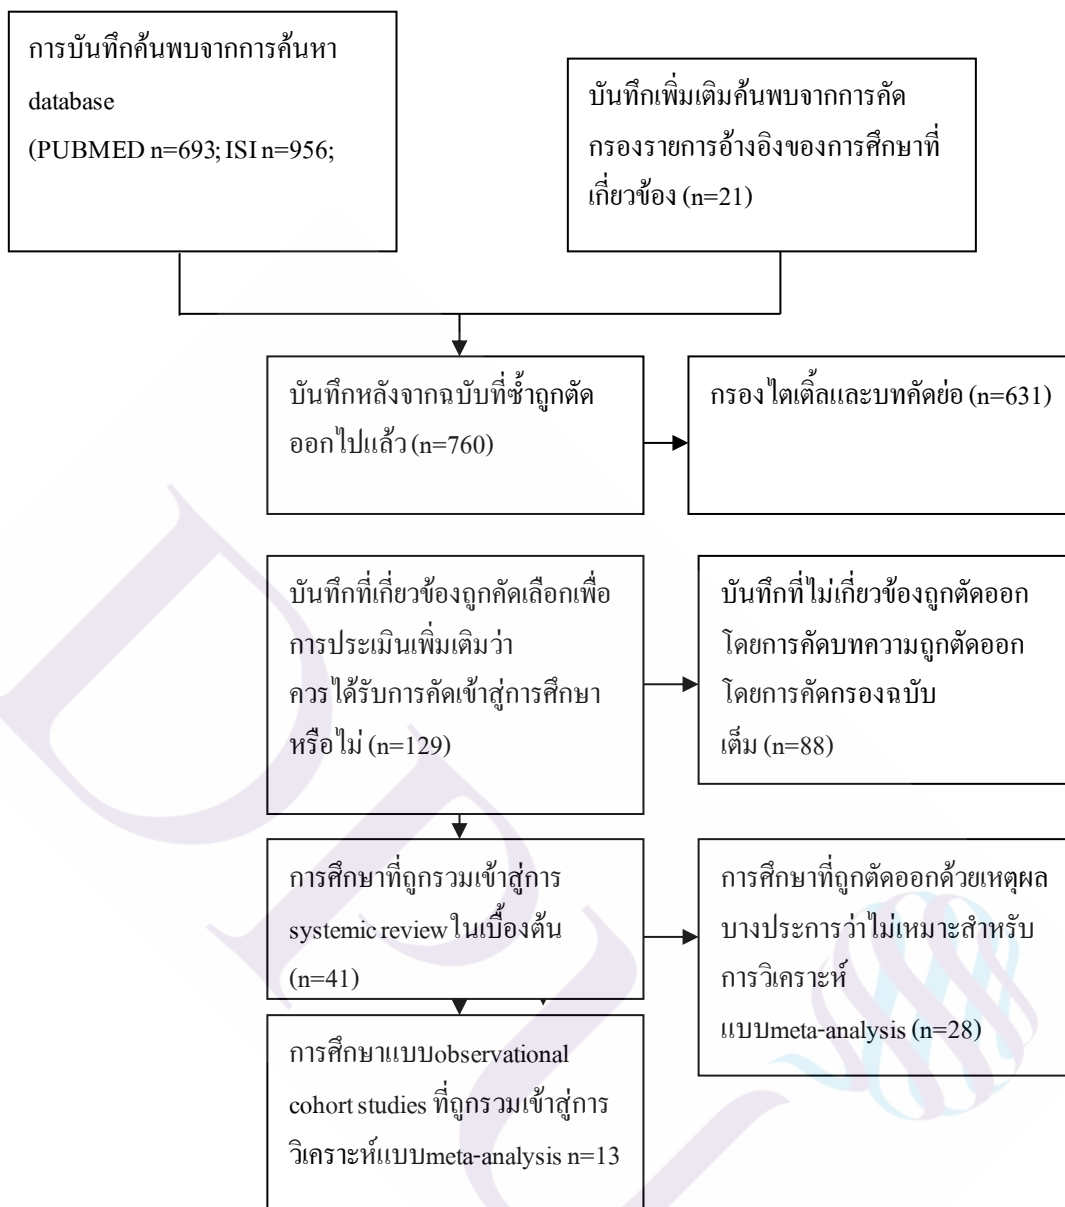 การบันทึกค้นพบจากการค้นหา
database
(PUBMED n=693; ISI n=956;
บันทึกเพิ่มเติมค้นพบจากการคัด
กรองรายการอ้างอิงของการศึกษาที่
เกี่ยวข้อง (n=21)
บันทึกหลังจากฉบับที่ซ้ำถูกตัด
ออกไปแล้ว (n=760)
กรองไตเติ้ลและบทคัดย่อ (n=631)
บันทึกที่เกี่ยวข้องถูกคัดเลือกเพื่อ
การประเมินเพิ่มเติมว่า
ควรได้รับการคัดเข้าสู่การศึกษา
หรือไม่ (n=129)
บันทึกที่ไม่เกี่ยวข้องถูกตัดออก
โดยการคัดบทความถูกตัดออก
โดยการคัดกรองฉบับ
เต็ม (n=88)
การศึกษาที่ถูกรวมเข้าสู่การ
systemic review ในเบื้องต้น
(n=41)
การศึกษาที่ถูกตัดออกด้วยเหตุผล
บางประการว่าไม่เหมาะสำหรับ
การวิเคราะห์
แบบmeta-analysis (n=28)
การศึกษาแบบobservational
cohort studies ที่ถูกรวมเข้าสู่การ
วิเคราะห์แบบmeta-analysis n=13
DPU